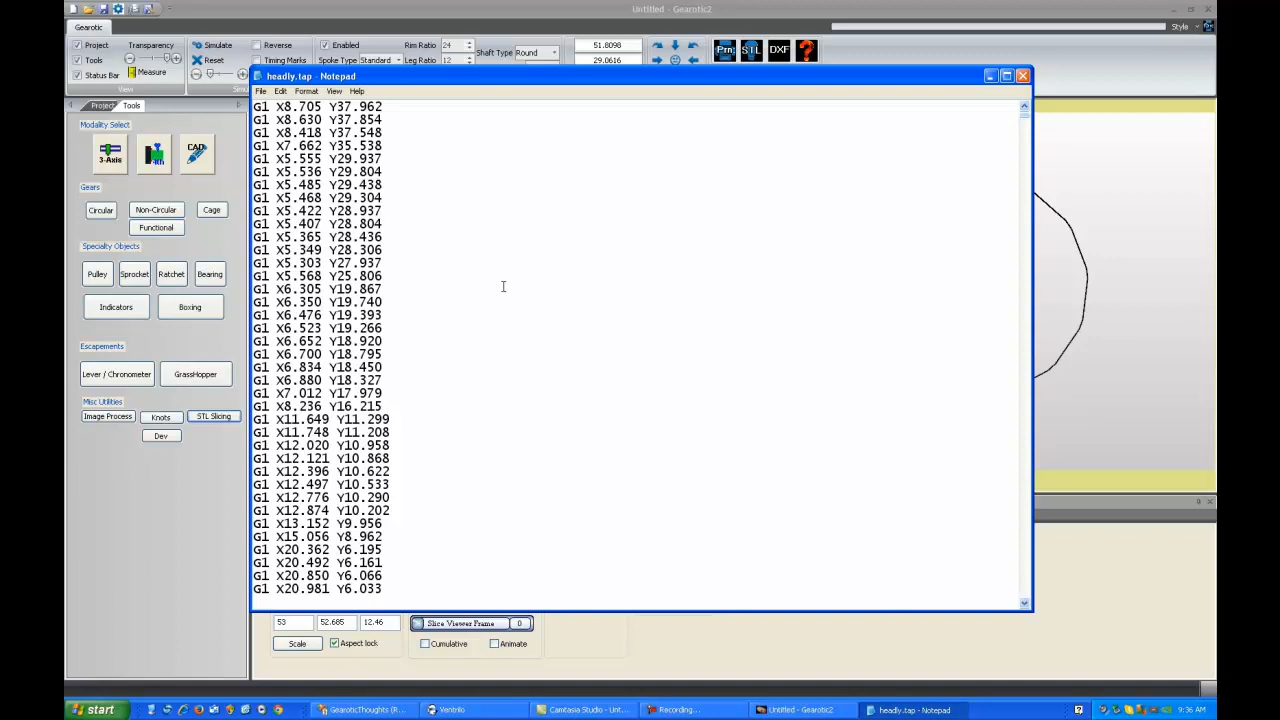 Untitled - Gearotic2
Gearotic
Style
Project
Transparency
Simulate
Reverse
Enabled
Rim Ratio
24
Shaft Type
Round
51.8098
Prn
STL
DXF
?
Tools
Measure
Reset
Timing Marks
Spoke Type
Standard
Leg Ratio
12
29.0616
Status Bar
View
Project
Tools
Modality Select
3-Axis
CAD
Gears
Circular
Non-Circular
Cage
Functional
Specialty Objects
Pulley
Sprocket
Ratchet
Bearing
Indicators
Boxing
Escapements
Lever / Chronometer
GrassHopper
Misc Utilities
Image Process
Knots
STL Slicing
Dev
headly.tap - Notepad
File Edit Format View Help
G1 X8.705 Y37.962
G1 X8.630 Y37.854
G1 X8.418 Y37.548
G1 X7.662 Y35.538
G1 X5.555 Y29.937
G1 X5.536 Y29.804
G1 X5.485 Y29.438
G1 X5.468 Y29.304
G1 X5.422 Y28.937
G1 X5.407 Y28.804
G1 X5.365 Y28.436
G1 X5.349 Y28.306
G1 X5.303 Y27.937
G1 X5.568 Y25.806
G1 X6.305 Y19.867
G1 X6.350 Y19.740
G1 X6.476 Y19.393
G1 X6.523 Y19.266
G1 X6.652 Y18.920
G1 X6.700 Y18.795
G1 X6.834 Y18.450
G1 X6.880 Y18.327
G1 X7.012 Y17.979
G1 X8.236 Y16.215
G1 X11.649 Y11.299
G1 X11.748 Y11.208
G1 X12.020 Y10.958
G1 X12.121 Y10.868
G1 X12.396 Y10.622
G1 X12.497 Y10.533
G1 X12.776 Y10.290
G1 X12.874 Y10.202
G1 X13.152 Y9.956
G1 X15.056 Y8.962
G1 X20.362 Y6.195
G1 X20.492 Y6.161
G1 X20.850 Y6.066
G1 X20.981 Y6.033
53
52.685
12.46
Slice Viewer Frame
0
Scale
Aspect lock
Cumulative
Animate
start
GearoticThoughts (R...
Ventrilo
Camtasia Studio - Unt...
Recording...
Untitled - Gearotic2
headly.tap - Notepad
9:36 AM